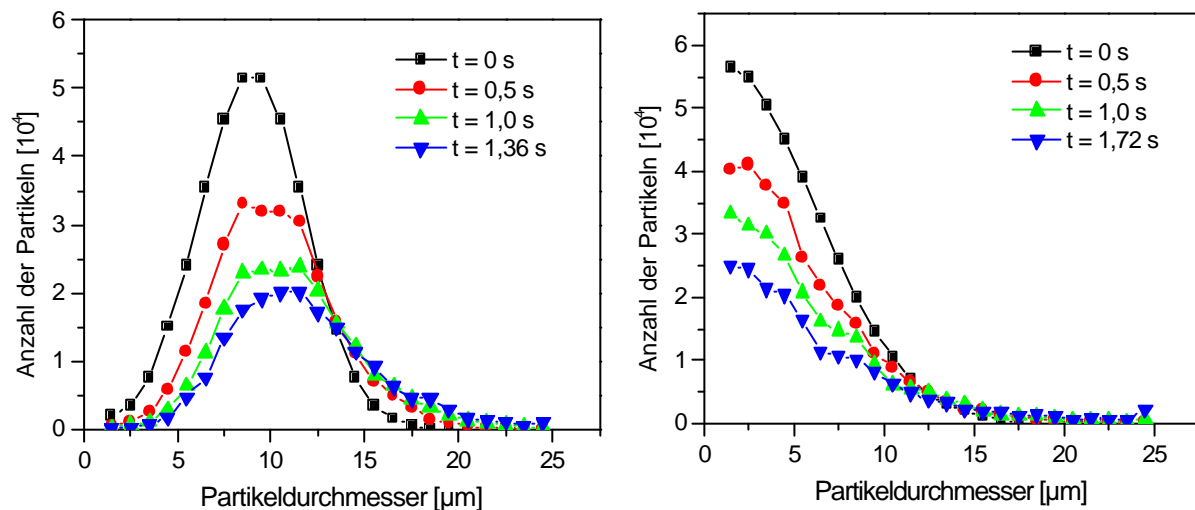 6
5
4
3
2
1
0
Anzahl der Partikeln [10⁴]
t = 0 s
t = 0,5 s
t = 1,0 s
t = 1,36 s
0 5 10 15 20 25
Partikeldurchmesser [µm]
6
5
4
3
2
1
0
Anzahl der Partikeln [10⁴]
t = 0 s
t = 0,5 s
t = 1,0 s
t = 1,72 s
0 5 10 15 20 25
Partikeldurchmesser [µm]